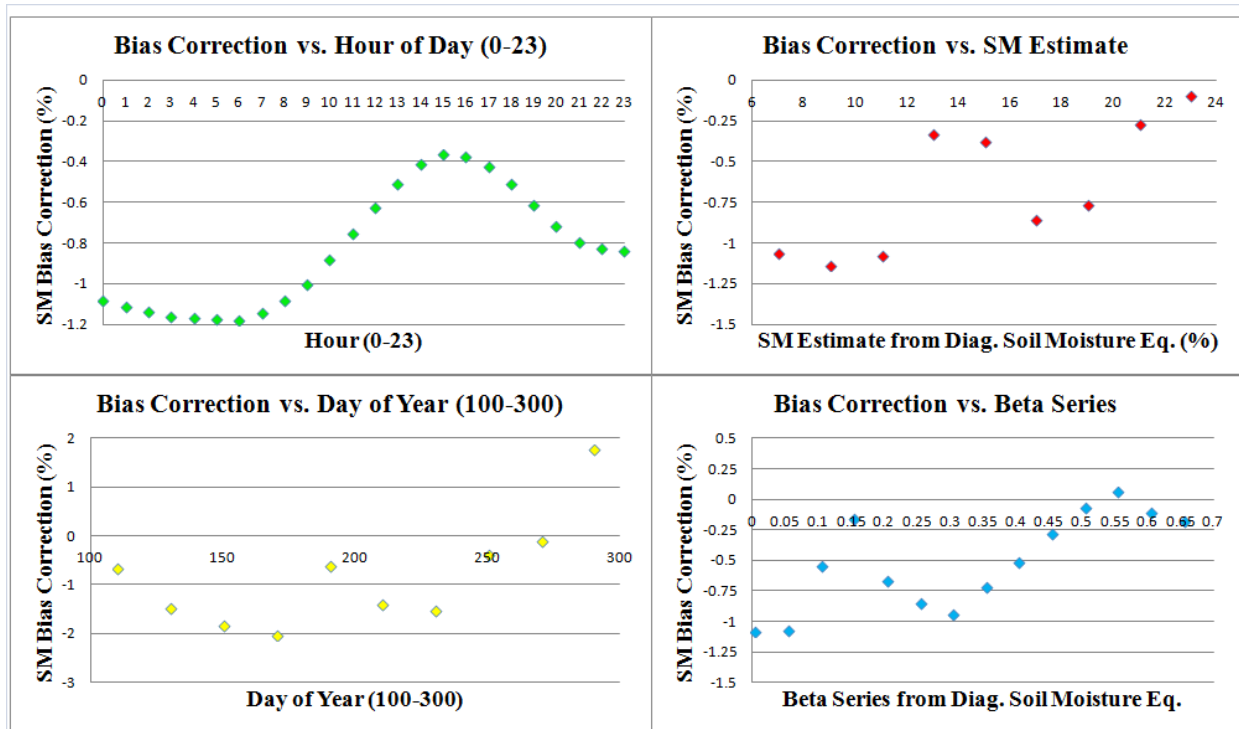 Bias Correction vs. Hour of Day (0-23)
SM Bias Correction (%)
0
-0.2
-0.4
-0.6
-0.8
-1
-1.2
0 1 2 3 4 5 6 7 8 9 10 11 12 13 14 15 16 17 18 19 20 21 22 23
Hour (0-23)
Bias Correction vs. SM Estimate
SM Bias Correction (%)
0
-0.25
-0.5
-0.75
-1
-1.25
-1.5
6 8 10 12 14 16 18 20 22 24
SM Estimate from Diag. Soil Moisture Eq. (%)
Bias Correction vs. Day of Year (100-300)
SM Bias Correction (%)
2
1
0
-1
-2
-3
100 150 200 250 300
Day of Year (100-300)
Bias Correction vs. Beta Series
SM Bias Correction (%)
0.5
0.25
0
-0.25
-0.5
-0.75
-1
-1.25
-1.5
0 0.05 0.1 0.15 0.2 0.25 0.3 0.35 0.4 0.45 0.5 0.55 0.6 0.65 0.7
Beta Series from Diag. Soil Moisture Eq.